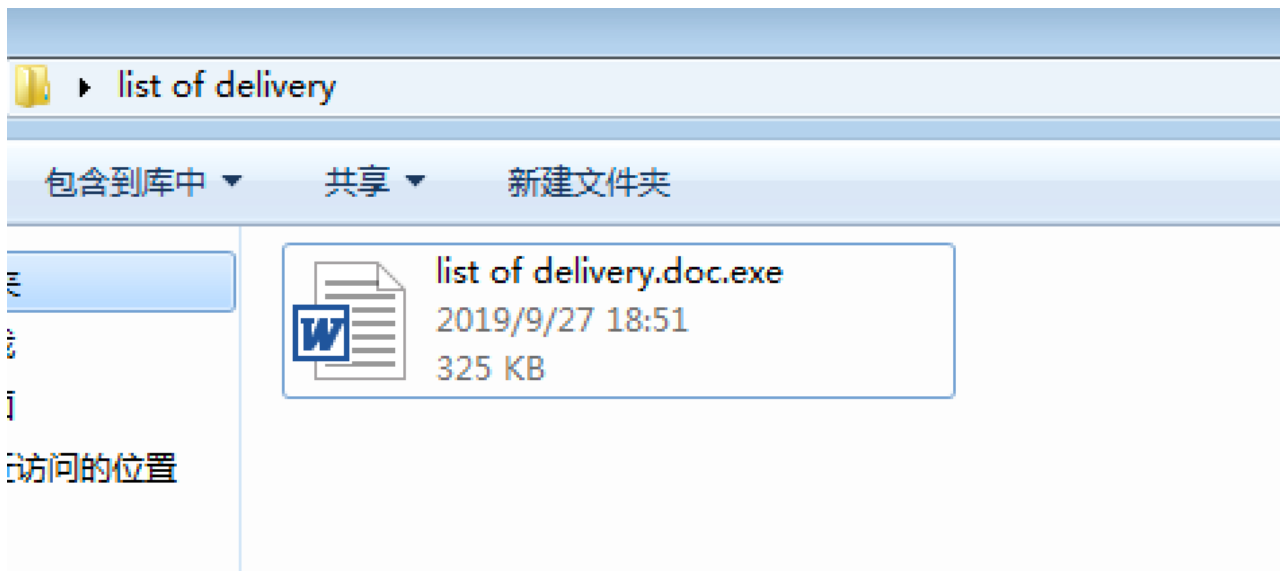 list of delivery
包含到库中 共享 新建文件夹
list of delivery.doc.exe
2019/9/27 18:51
325 KB
访问的位置